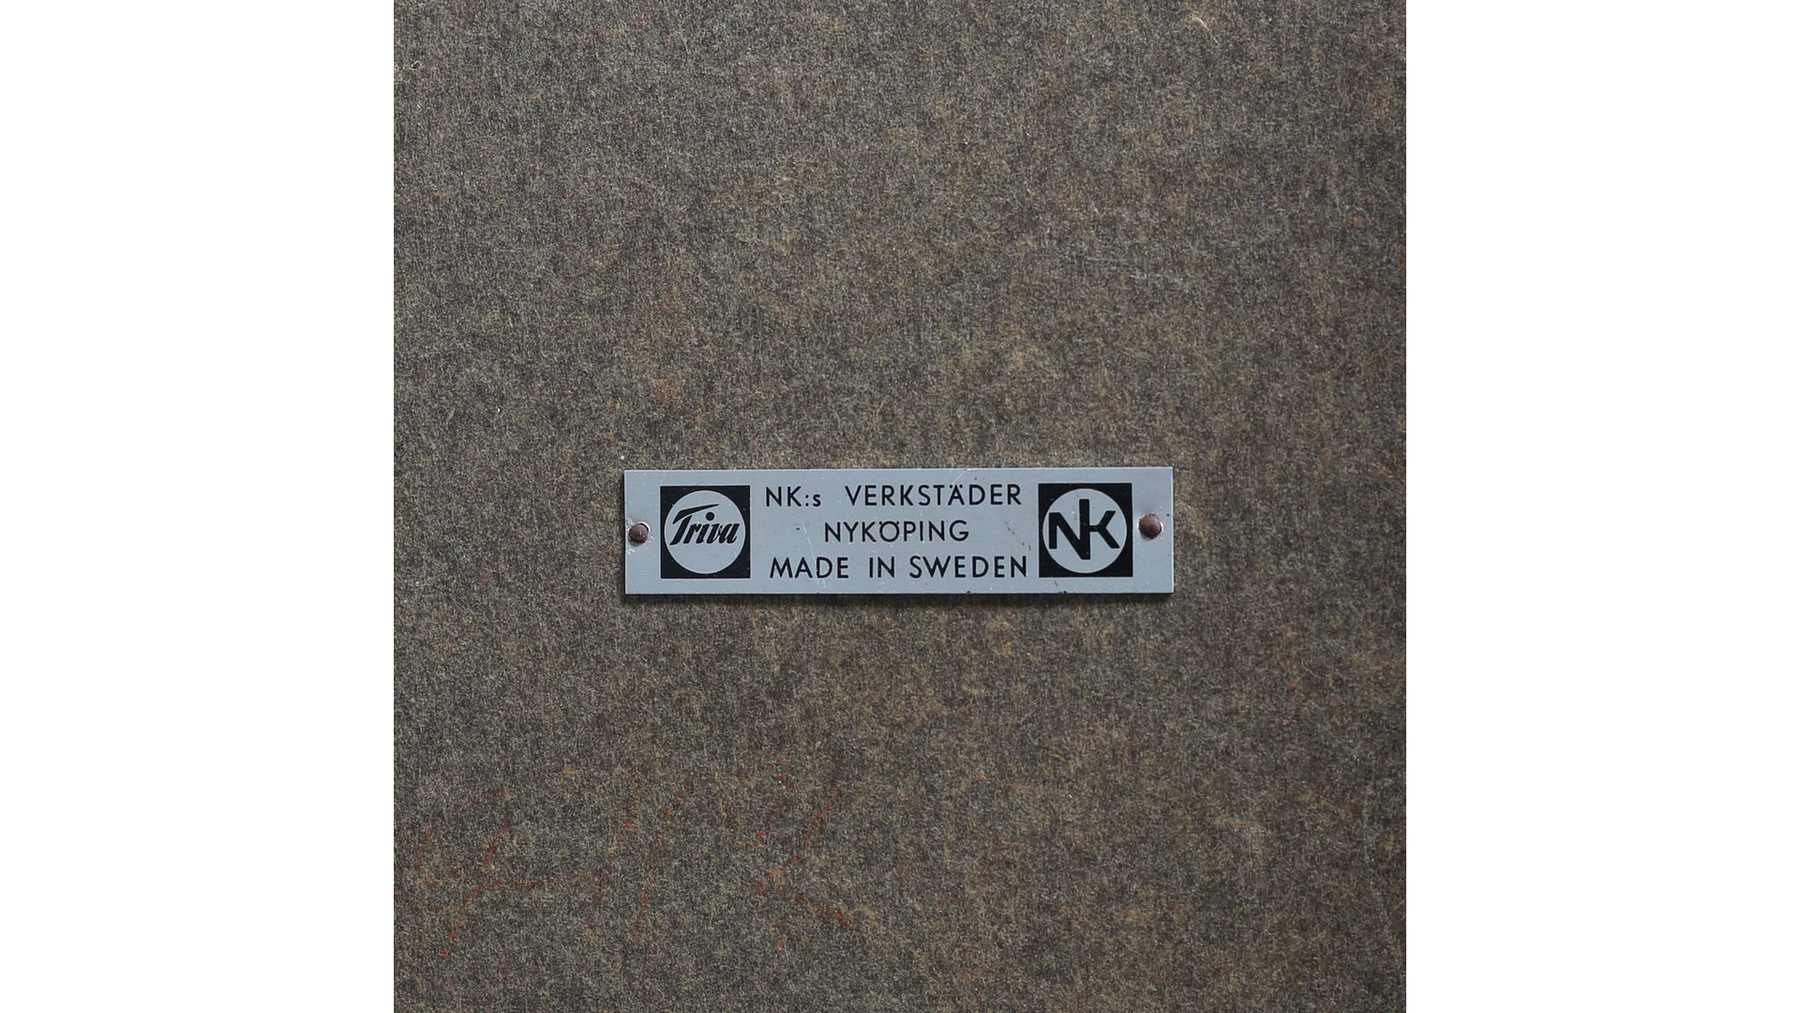 Triva
NK:s VERKSTÄDER
NYKÖPING
MADE IN SWEDEN
NK